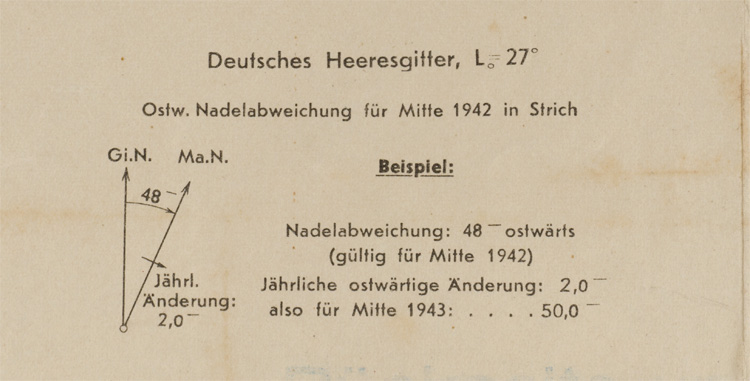 Deutsches Heeresgitter, L₀=27°
Ostw. Nadelabweichung für Mitte 1942 in Strich
Gi.N. Ma.N.
48 ‾
Jährl.
Änderung:
2,0 ‾
Beispiel:
Nadelabweichung: 48 ‾ ostwärts
(gültig für Mitte 1942)
Jährliche ostwärtige Änderung: 2,0 ‾
also für Mitte 1943: . . . . 50,0 ‾